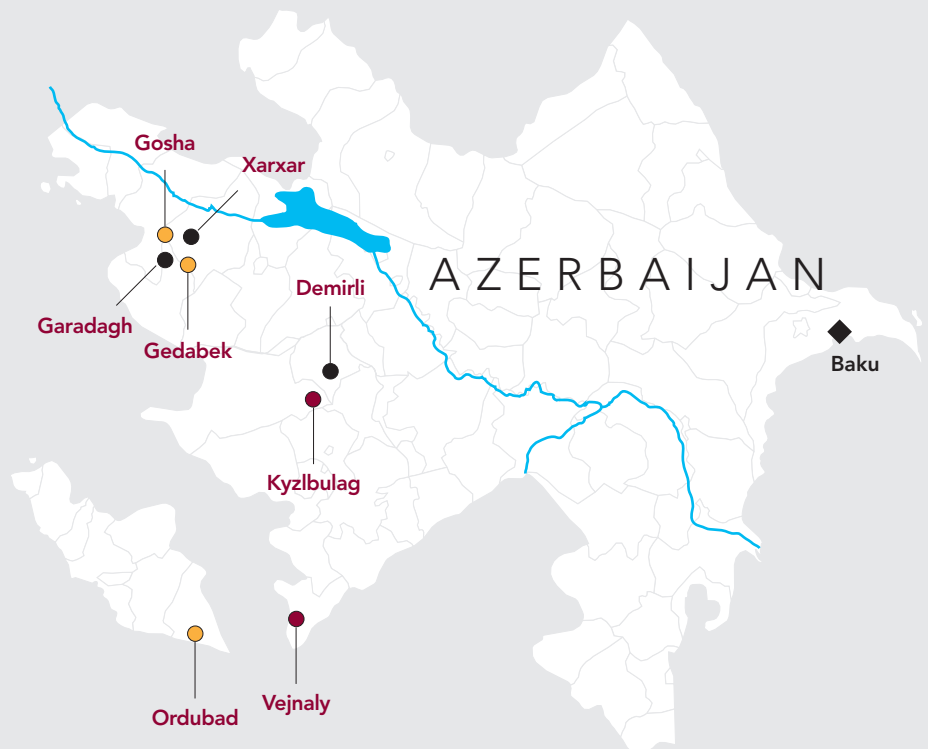 Gosha
Xarxar
AZERBAIJAN
Demirli
Garadagh
Gedabek
Baku
Kyzlbulag
Vejnaly
Ordubad